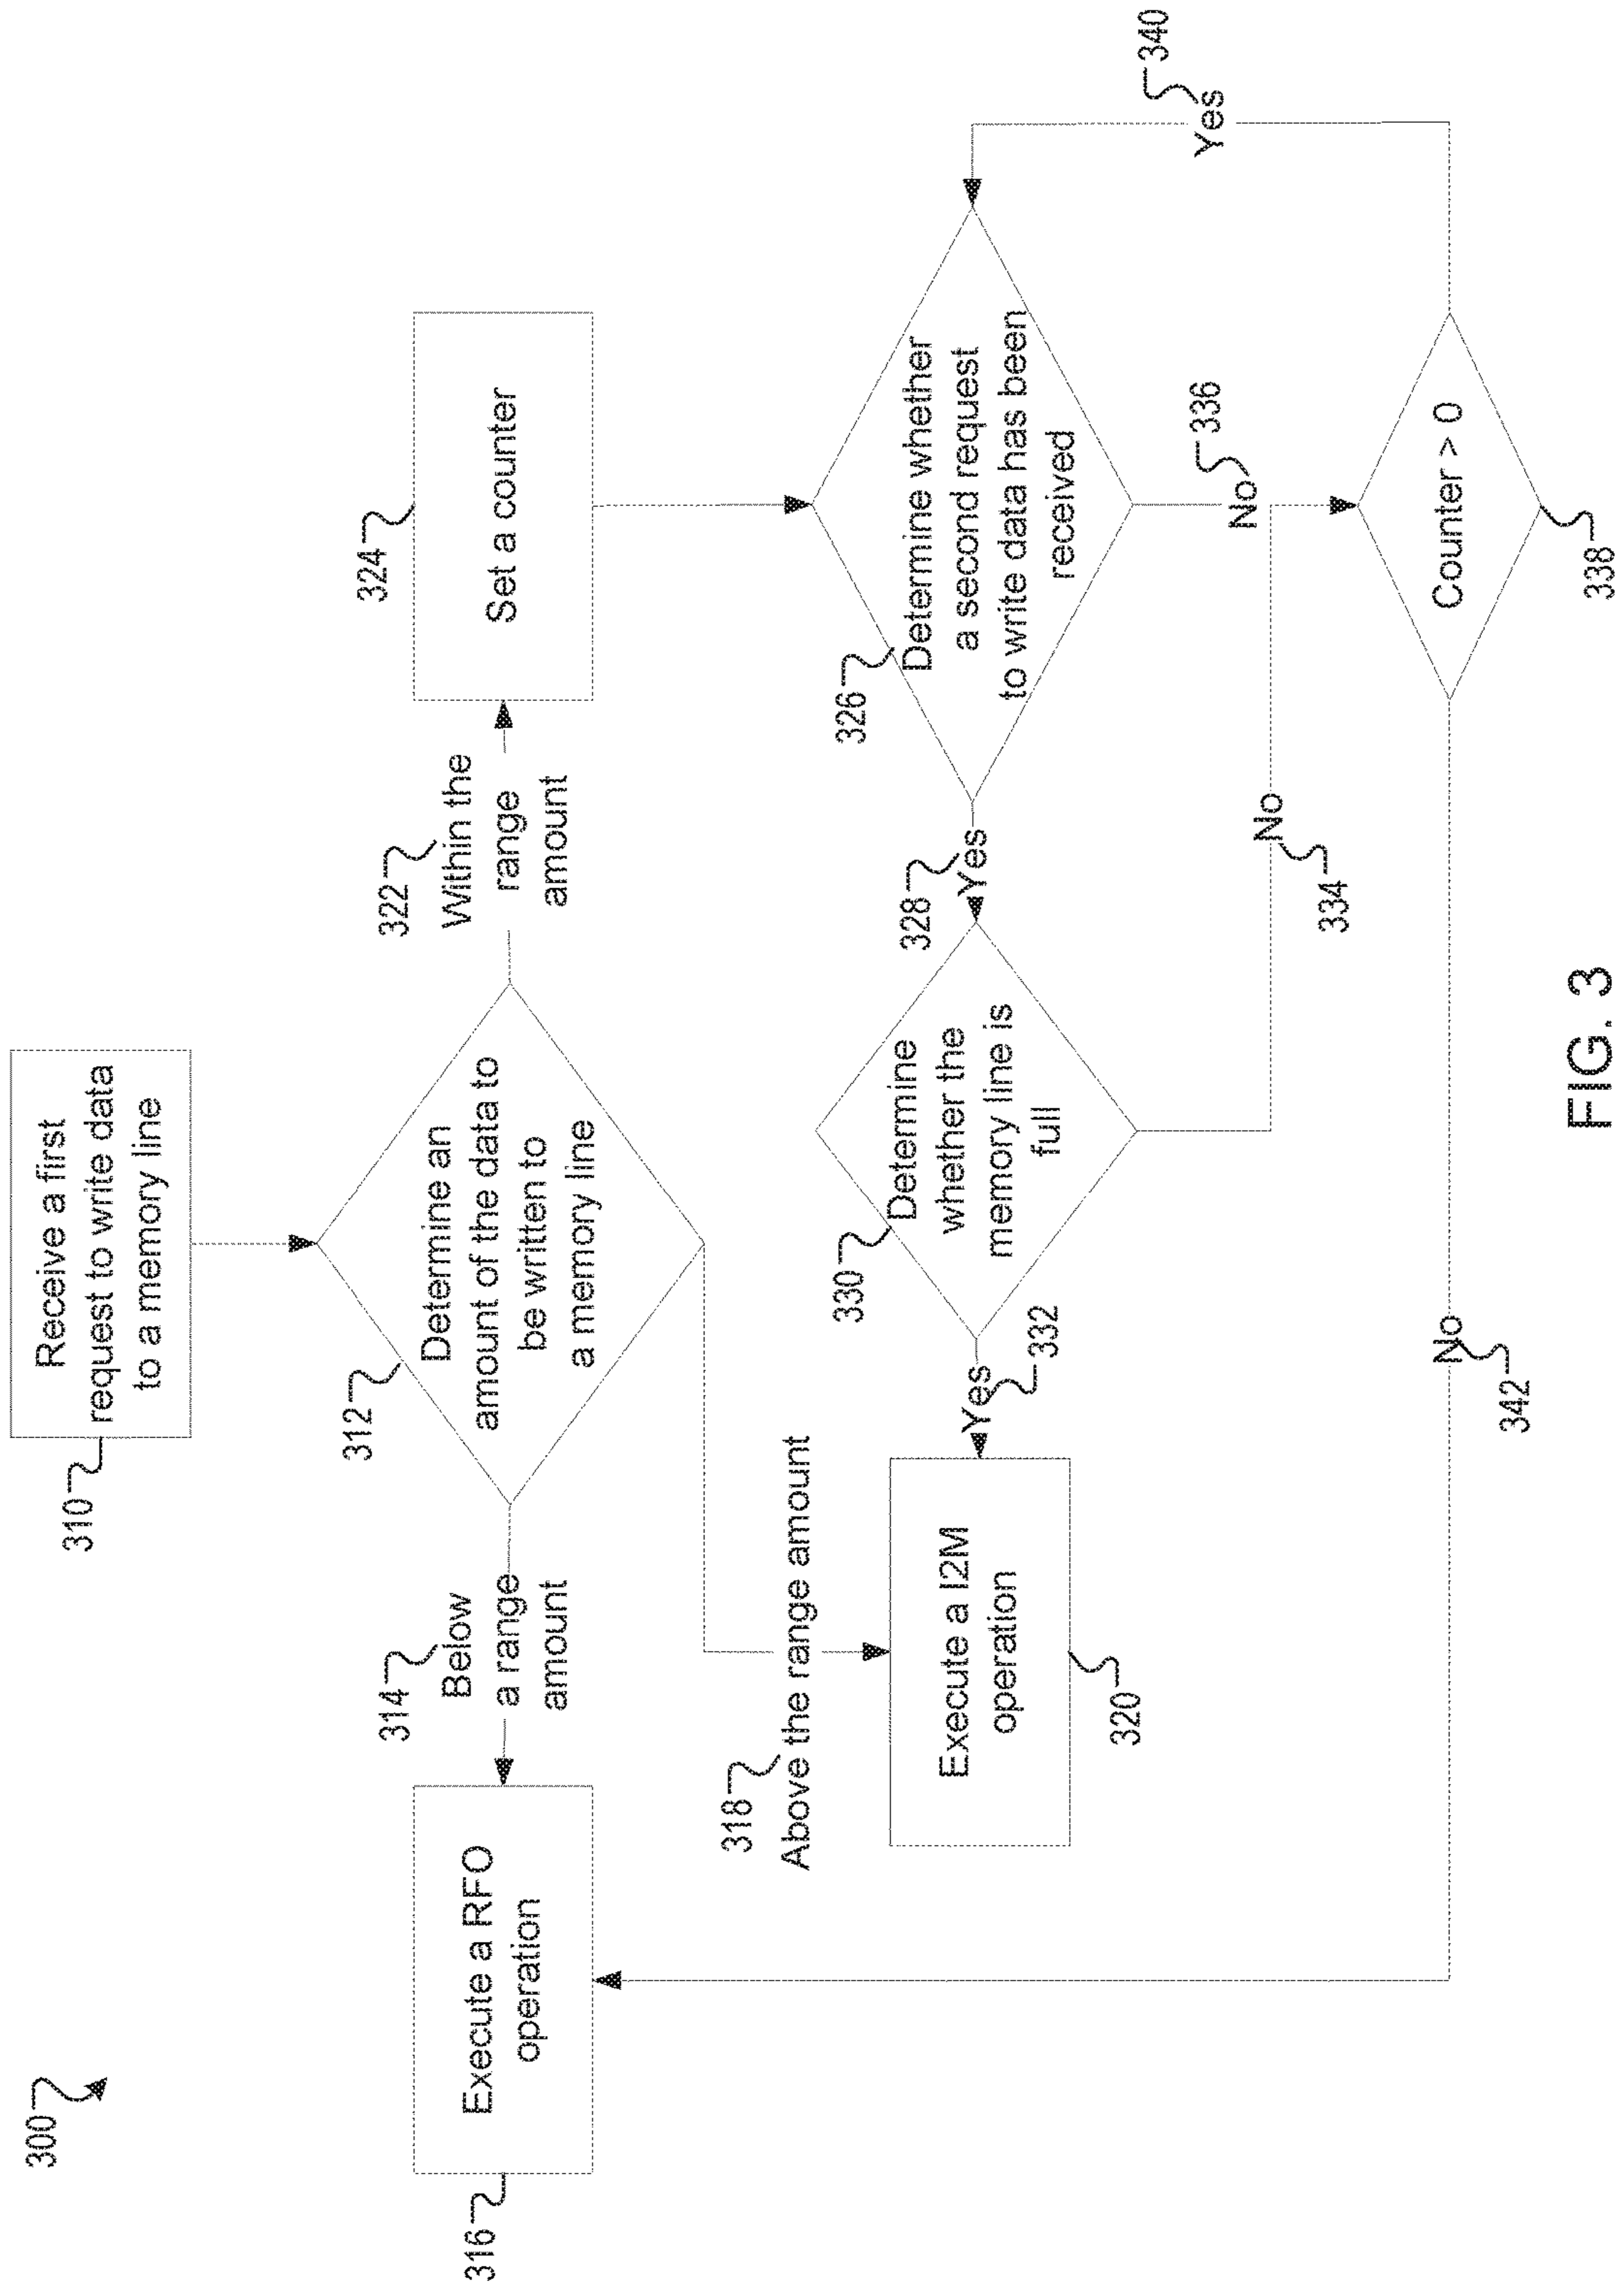 300
310
Receive a first
request to write data
to a memory line
312
Determine an
amount of the data to
be written to
a memory line
314
Below
a range
amount
316
Execute a RFO
operation
318
Above the range amount
320
Execute a I2M
operation
322
Within the
range
amount
324
Set a counter
326
Determine whether
a second request
to write data has been
received
328
Yes
330
Determine
whether the
memory line is
full
332
Yes
334
No
336
No
338
Counter > 0
340
Yes
342
No
FIG. 3